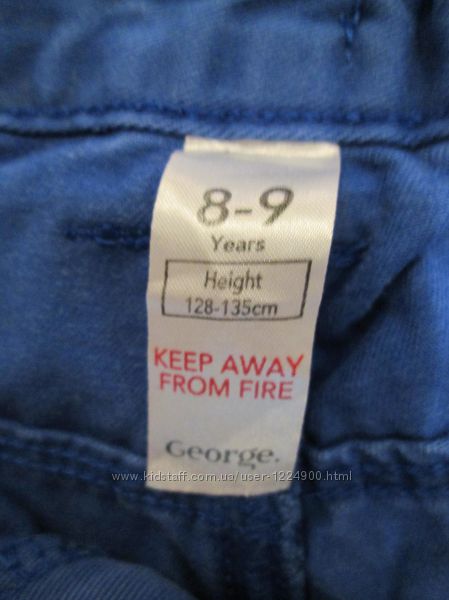 8-9
Years
Height
128-135cm
KEEP AWAY
FROM FIRE
George.
www.kidstaff.com.ua/user-1224900.html